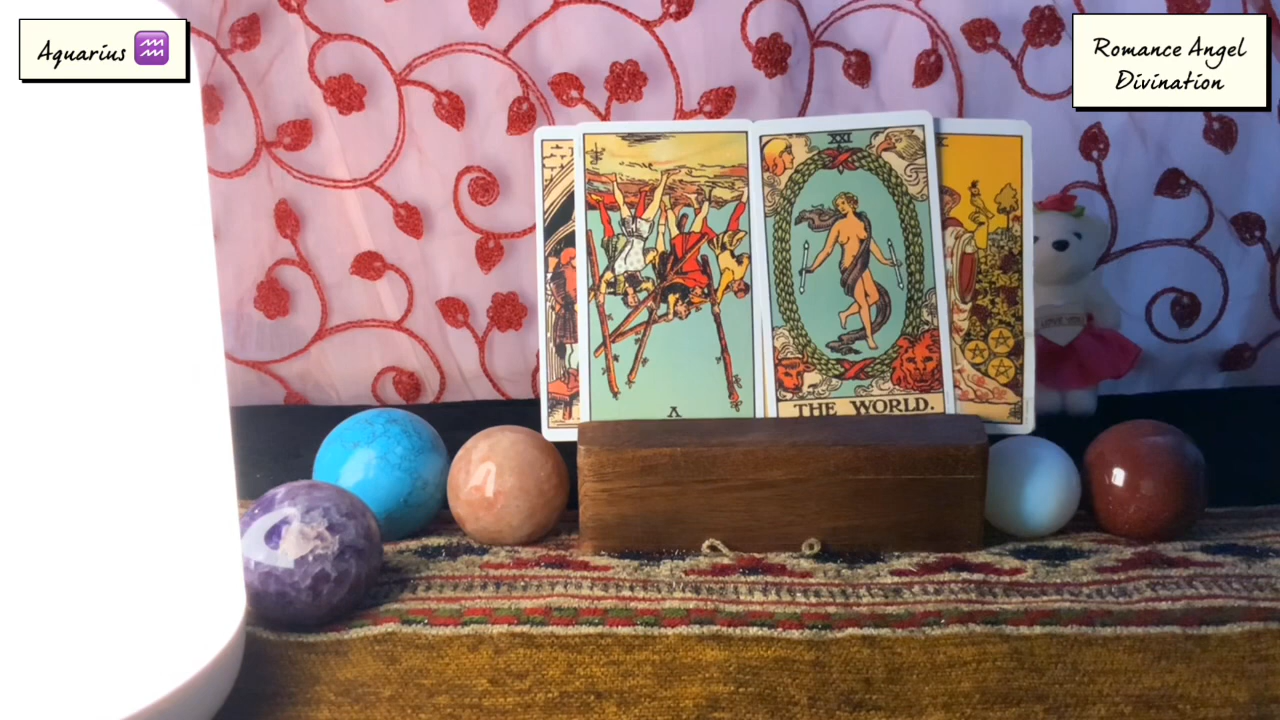 Aquarius ♒
Romance Angel
Divination
XXI
V
THE WORLD.